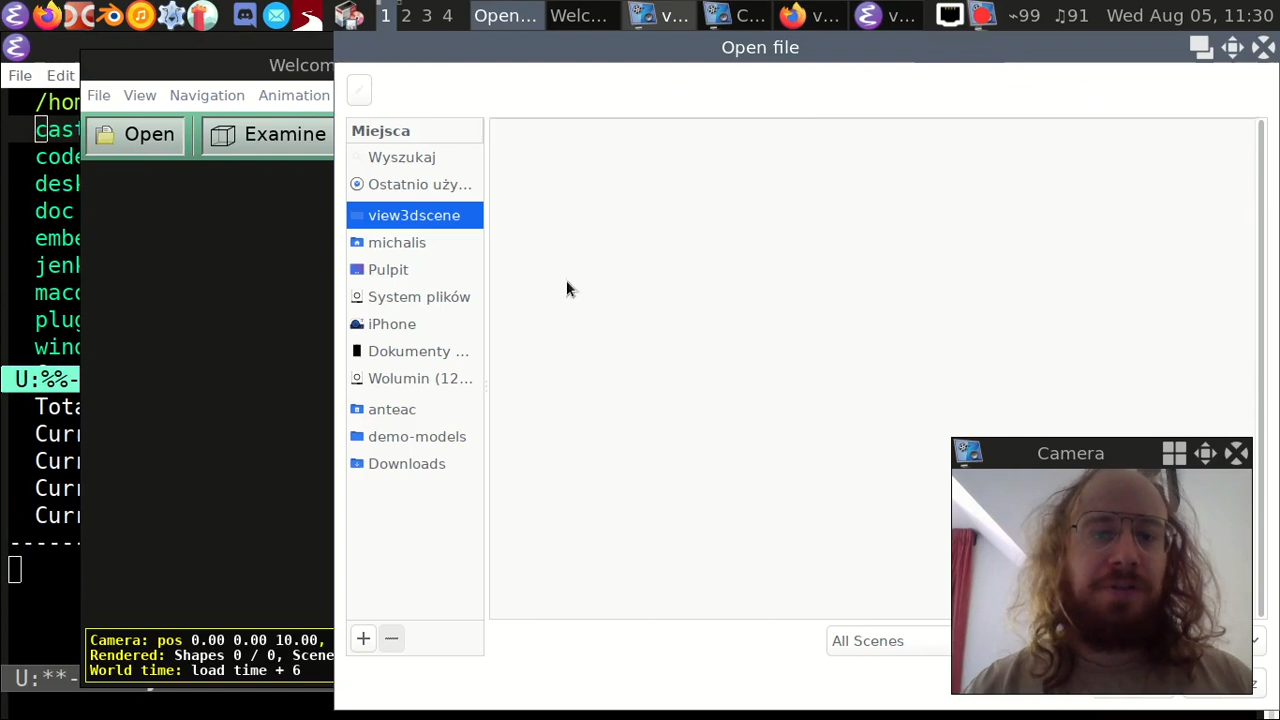 1 2 3 4 Open... Welc... v... C... v... v... ~99 ♫91 Wed Aug 05, 11:30
Open file
Welcom
File Edit
File View Navigation Animation
Open Examine
/hom
cast
code
desk
doc
embe
jenk
maco
plug
wind
U:%%-
Tota
Curr
Curr
Curr
Curr
------
Miejsca
Wyszukaj
Ostatnio uży...
view3dscene
michalis
Pulpit
System plików
iPhone
Dokumenty ...
Wolumin (12...
anteac
demo-models
Downloads
All Scenes
Camera
Camera: pos 0.00 0.00 10.00,
Rendered: Shapes 0 / 0, Scene
World time: load time + 6
U:**-
z